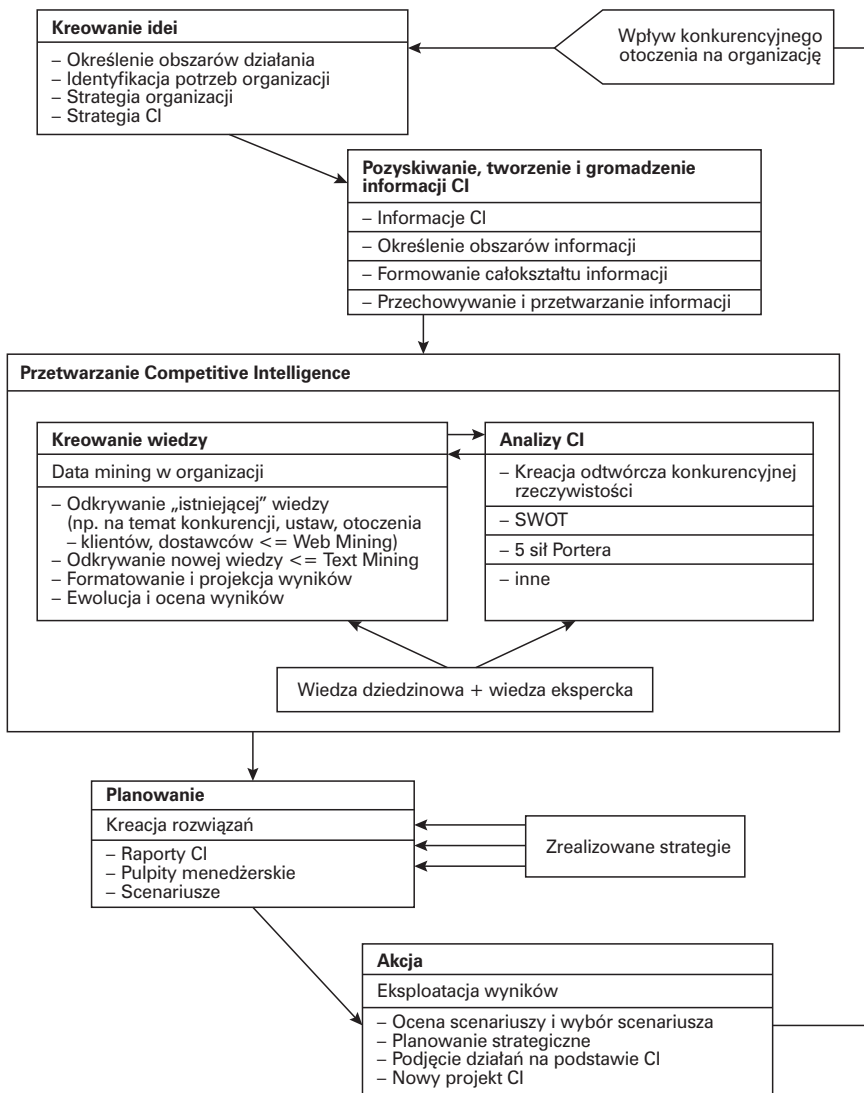 Kreowanie idei
– Określenie obszarów działania
– Identyfikacja potrzeb organizacji
– Strategia organizacji
– Strategia CI
Wpływ konkurencyjnego
otoczenia na organizację
Pozyskiwanie, tworzenie i gromadzenie
informacji CI
– Informacje CI
– Określenie obszarów informacji
– Formowanie całokształtu informacji
– Przechowywanie i przetwarzanie informacji
Przetwarzanie Competitive Intelligence
Kreowanie wiedzy
Data mining w organizacji
– Odkrywanie „istniejącej” wiedzy
(np. na temat konkurencji, ustaw, otoczenia
– klientów, dostawców <= Web Mining)
– Odkrywanie nowej wiedzy <= Text Mining
– Formatowanie i projekcja wyników
– Ewolucja i ocena wyników
Analizy CI
– Kreacja odtwórcza konkurencyjnej
rzeczywistości
– SWOT
– 5 sił Portera
– inne
Wiedza dziedzinowa + wiedza ekspercka
Planowanie
Kreacja rozwiązań
– Raporty CI
– Pulpity menedżerskie
– Scenariusze
Zrealizowane strategie
Akcja
Eksploatacja wyników
– Ocena scenariuszy i wybór scenariusza
– Planowanie strategiczne
– Podjęcie działań na podstawie CI
– Nowy projekt CI